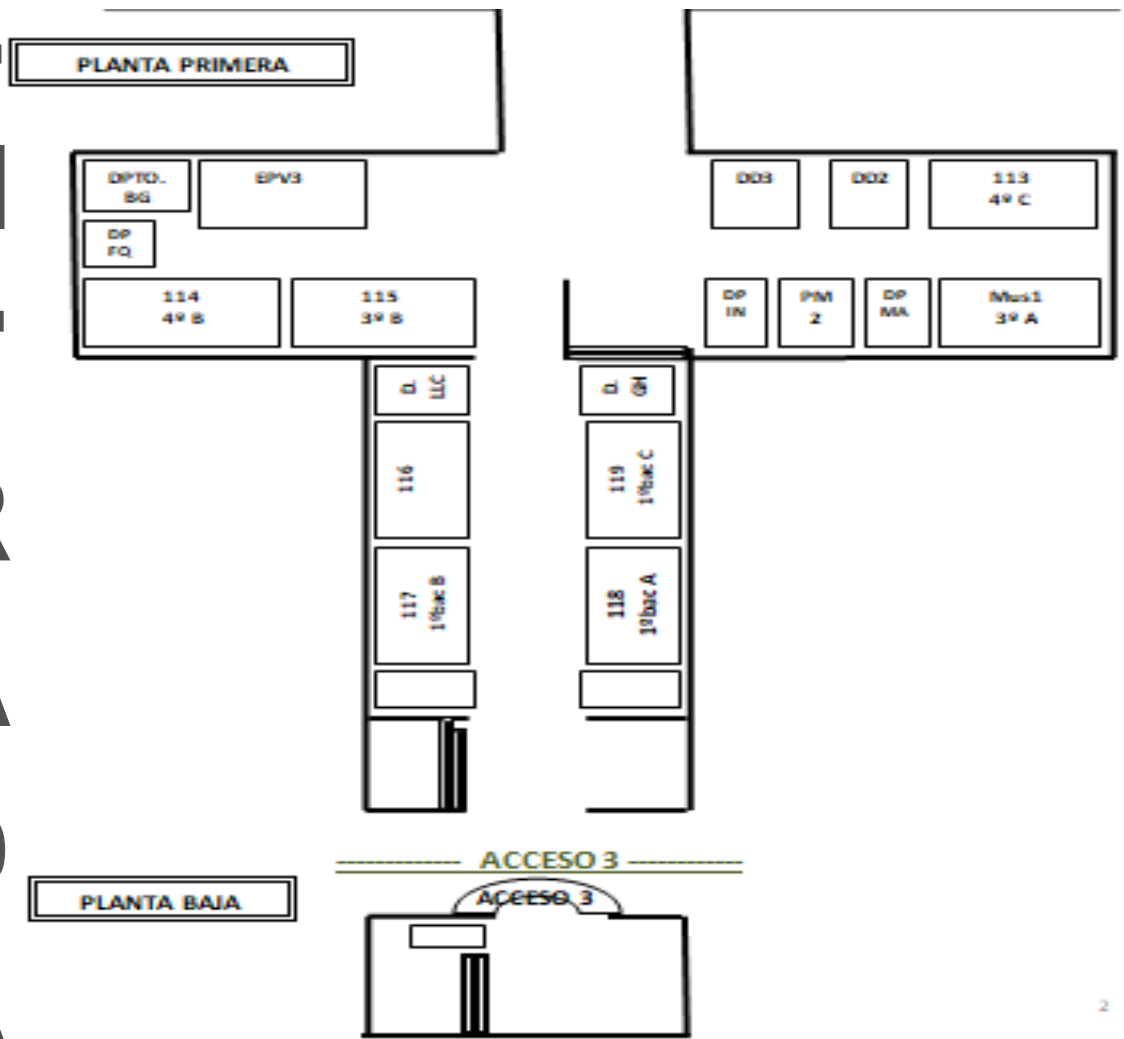 PLANTA PRIMERA
DPTO.
BG
EPV3
DD3
DD2
113
4º C
DP
FQ
114
4º B
115
3º B
DP
IN
PM
2
DP
MA
Mus1
3º A
D.
LLC
D.
GH
116
119
1ºbac C
117
1ºbac B
118
1ºbac A
------------- ACCESO 3 ------------
PLANTA BAJA
ACCESO 3
2